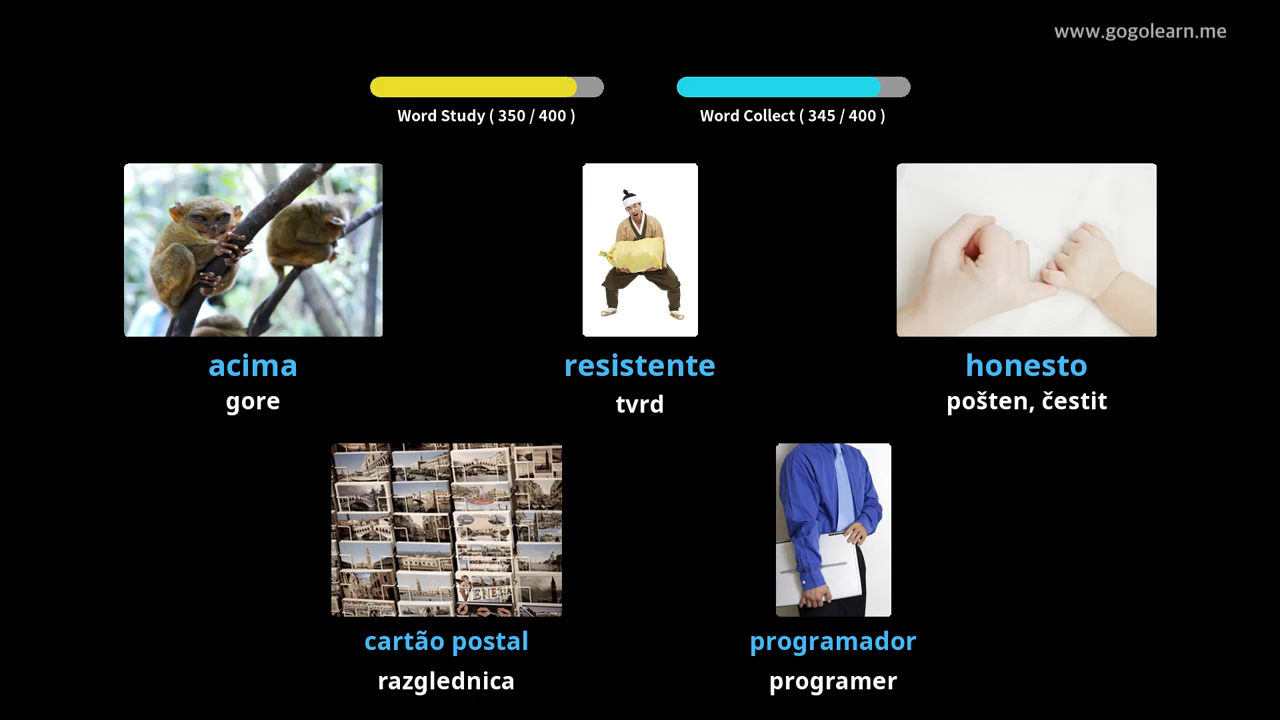 www.gogolearn.me
Word Study ( 350 / 400 )
Word Collect ( 345 / 400 )
acima
resistente
honesto
gore
tvrd
pošten, čestit
cartão postal
programador
razglednica
programer